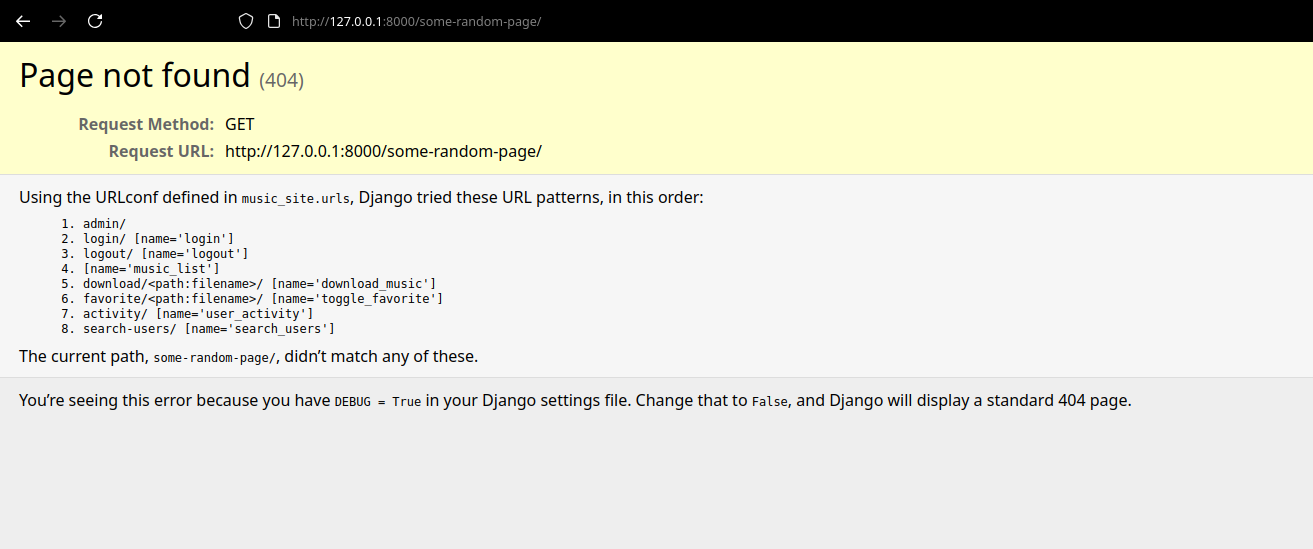 http://127.0.0.1:8000/some-random-page/
Page not found (404)
Request Method: GET
Request URL: http://127.0.0.1:8000/some-random-page/
Using the URLconf defined in music_site.urls, Django tried these URL patterns, in this order:
1. admin/
2. login/ [name='login']
3. logout/ [name='logout']
4. [name='music_list']
5. download/<path:filename>/ [name='download_music']
6. favorite/<path:filename>/ [name='toggle_favorite']
7. activity/ [name='user_activity']
8. search-users/ [name='search_users']
The current path, some-random-page/, didn’t match any of these.
You’re seeing this error because you have DEBUG = True in your Django settings file. Change that to False, and Django will display a standard 404 page.